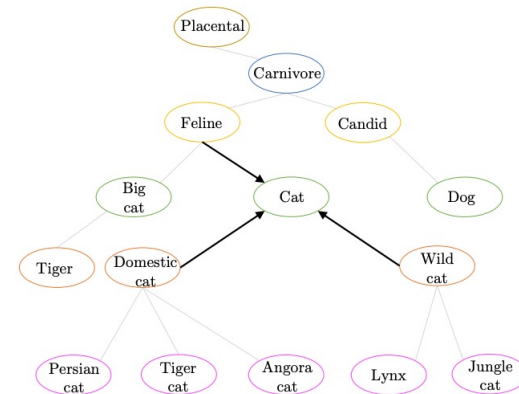 Placental
Carnivore
Feline
Candid
Big
cat
Cat
Dog
Tiger
Domestic
cat
Wild
cat
Persian
cat
Tiger
cat
Angora
cat
Lynx
Jungle
cat